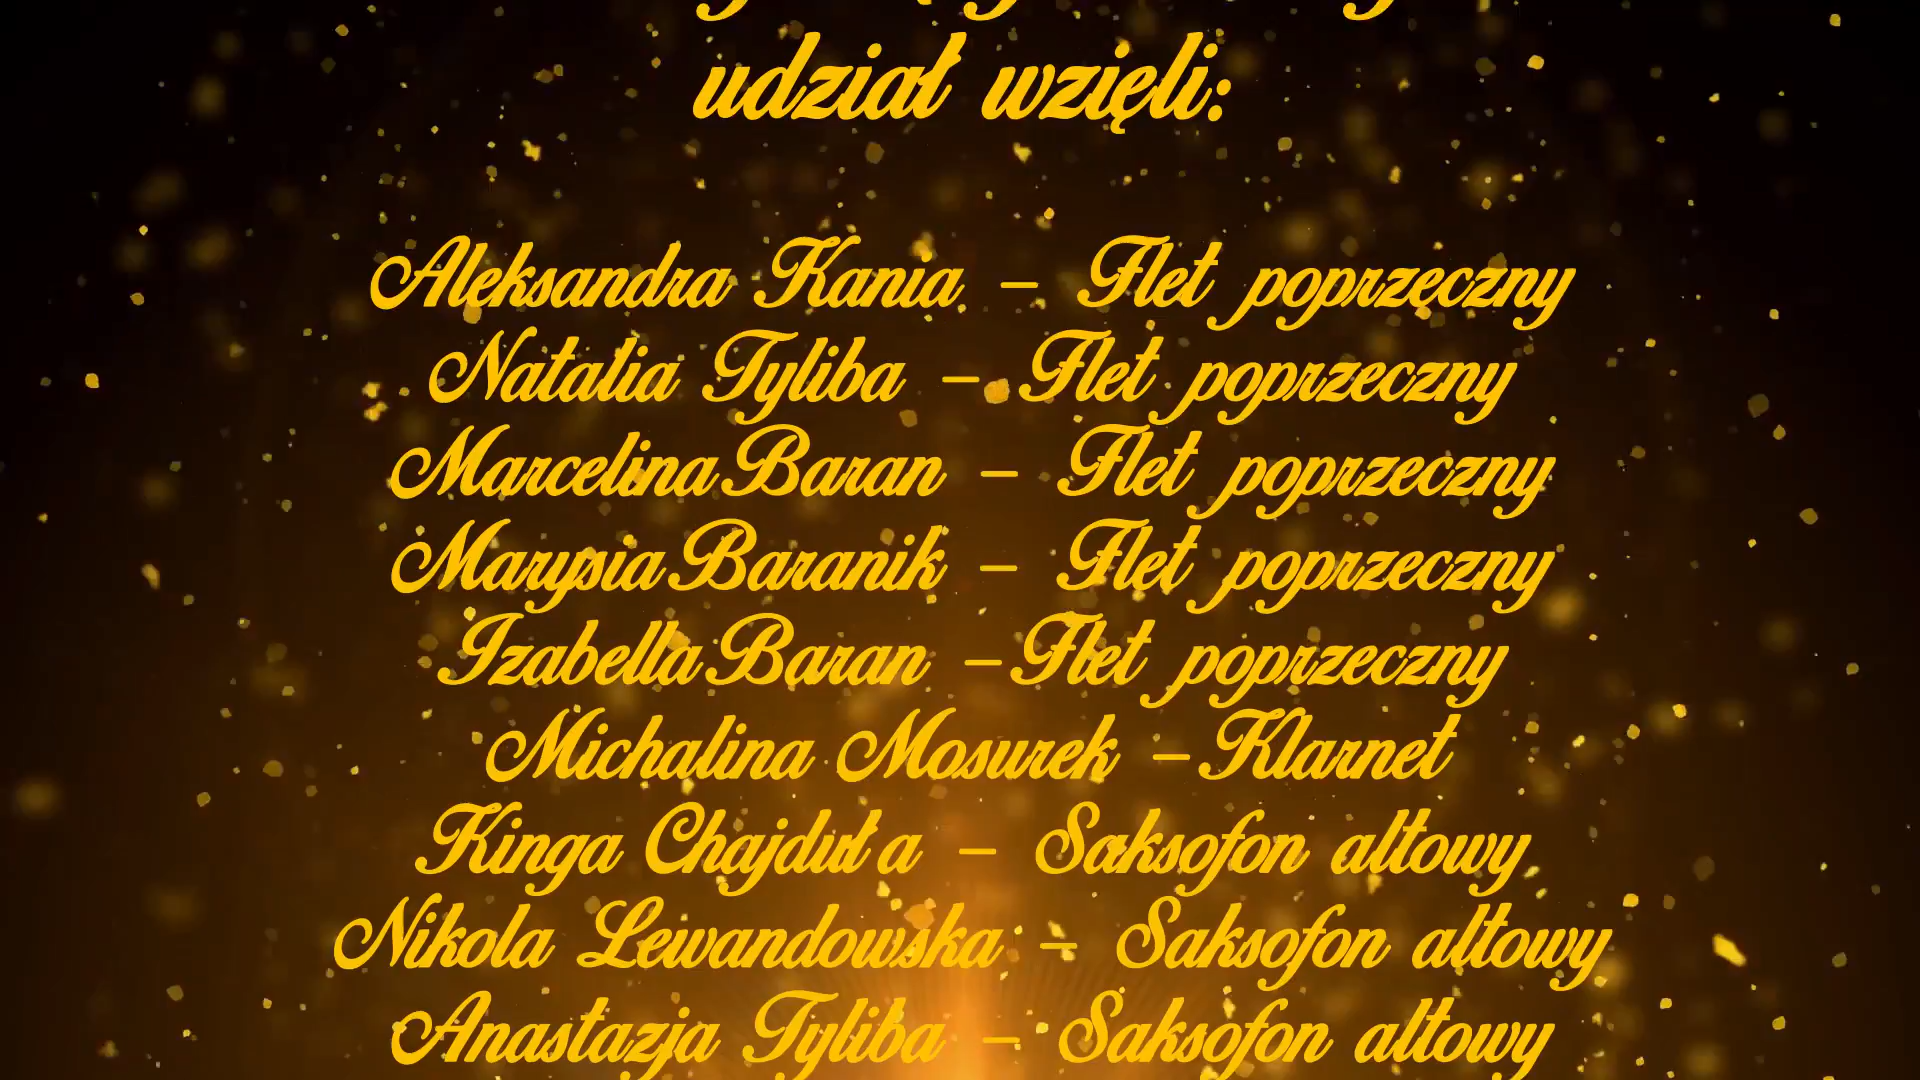 udział wzięli:
Aleksandra Kania – Flet poprzeczny
Natalia Tyliba – Flet poprzeczny
Marcelina Baran – Flet poprzeczny
Marysia Baranik – Flet poprzeczny
Izabella Baran – Flet poprzeczny
Michalina Mosurek – Klarnet
Kinga Chajduła – Saksofon altowy
Nikola Lewandowska – Saksofon altowy
Anastazja Tyliba – Saksofon altowy